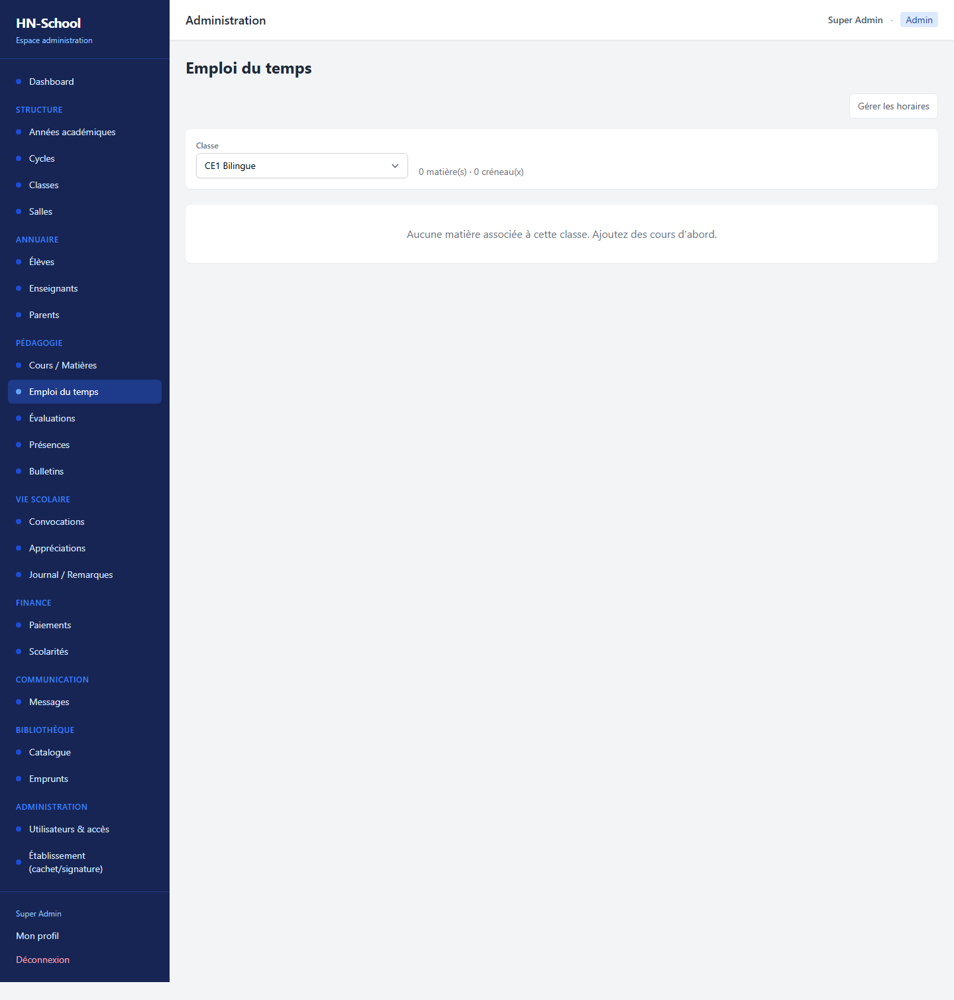 HN-School
Espace administration
Dashboard
STRUCTURE
Années académiques
Cycles
Classes
Salles
ANNUAIRE
Élèves
Enseignants
Parents
PÉDAGOGIE
Cours / Matières
Emploi du temps
Évaluations
Présences
Bulletins
VIE SCOLAIRE
Convocations
Appréciations
Journal / Remarques
FINANCE
Paiements
Scolarités
COMMUNICATION
Messages
BIBLIOTHÈQUE
Catalogue
Emprunts
ADMINISTRATION
Utilisateurs & accès
Établissement
(cachet/signature)
Super Admin
Mon profil
Déconnexion
Administration
Super Admin · Admin
Emploi du temps
Gérer les horaires
Classe
CE1 Bilingue
0 matière(s) · 0 créneau(x)
Aucune matière associée à cette classe. Ajoutez des cours d'abord.